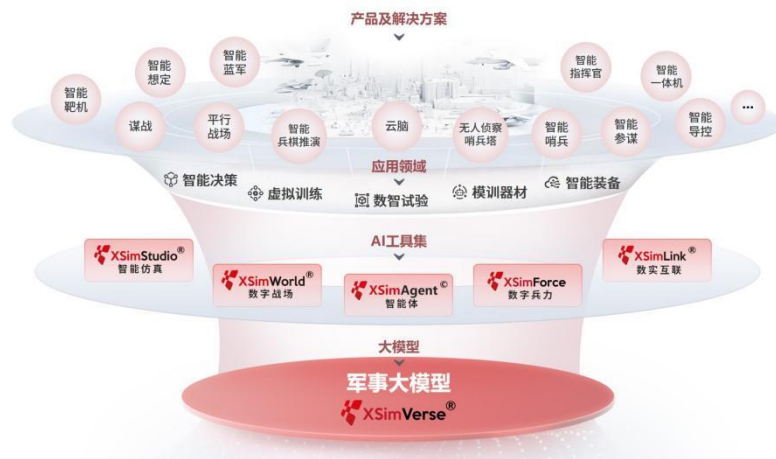 产品及解决方案
智能
靶机
智能
想定
智能
蓝军
智能
指挥官
智能
一体机
...
谋战
平行
战场
智能
兵棋推演
云脑
无人侦察
哨兵塔
智能
哨兵
智能
参谋
智能
导控
应用领域
智能决策
虚拟训练
数智试验
模训器材
智能装备
AI工具集
XSimStudio®
智能仿真
XSimWorld®
数字战场
XSimAgent©
智能体
XSimForce
数字兵力
XSimLink®
数实互联
大模型
军事大模型
XSimVerse®